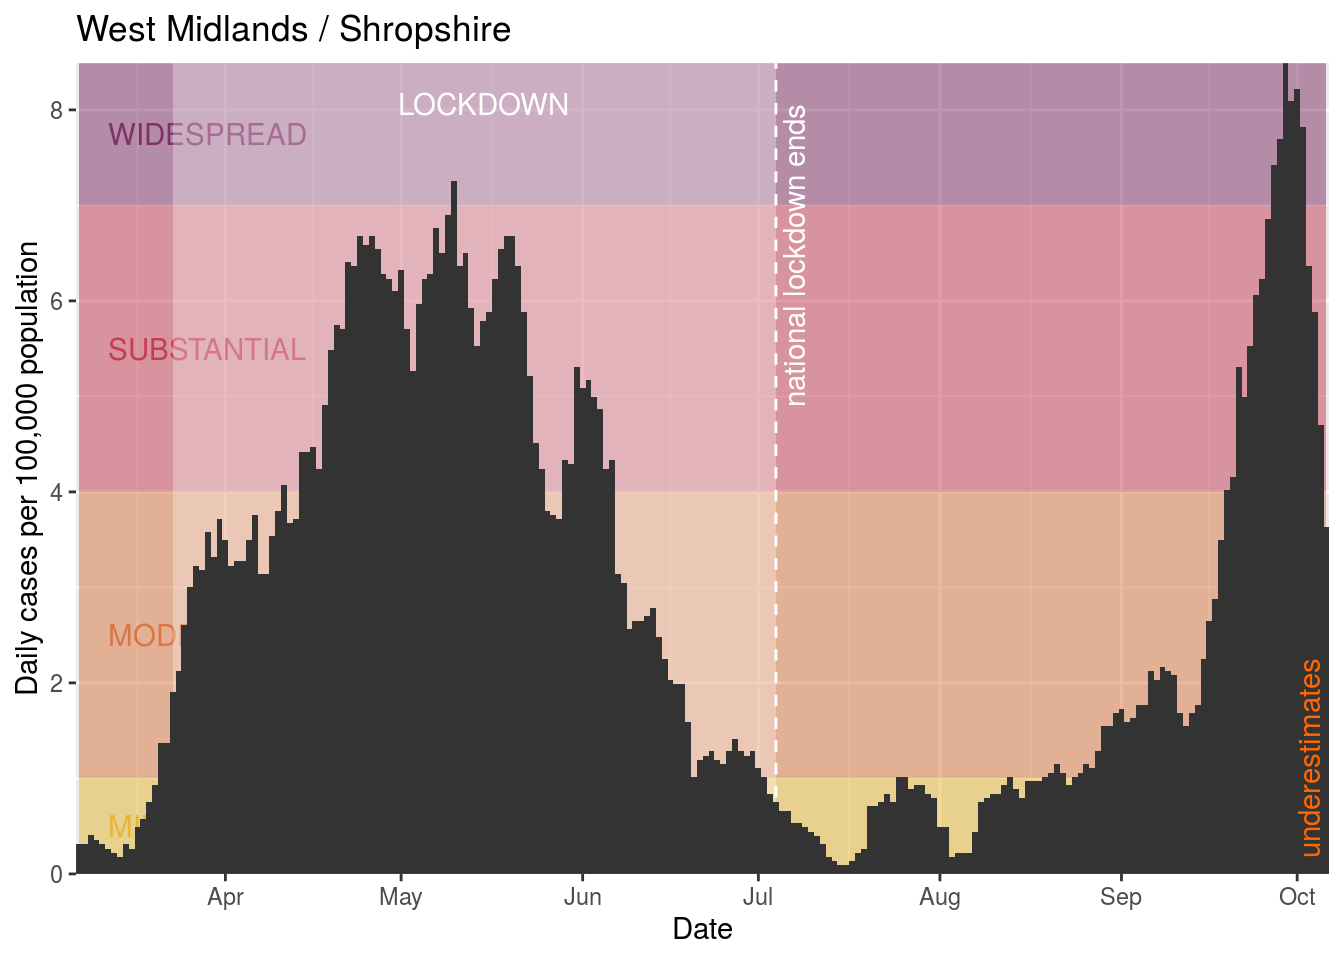 West Midlands / Shropshire
Daily cases per 100,000 population
8
6
4
2
0
LOCKDOWN
WIDESPREAD
SUBSTANTIAL
national lockdown ends
underestimates
Apr
May
Jun
Jul
Aug
Sep
Oct
Date